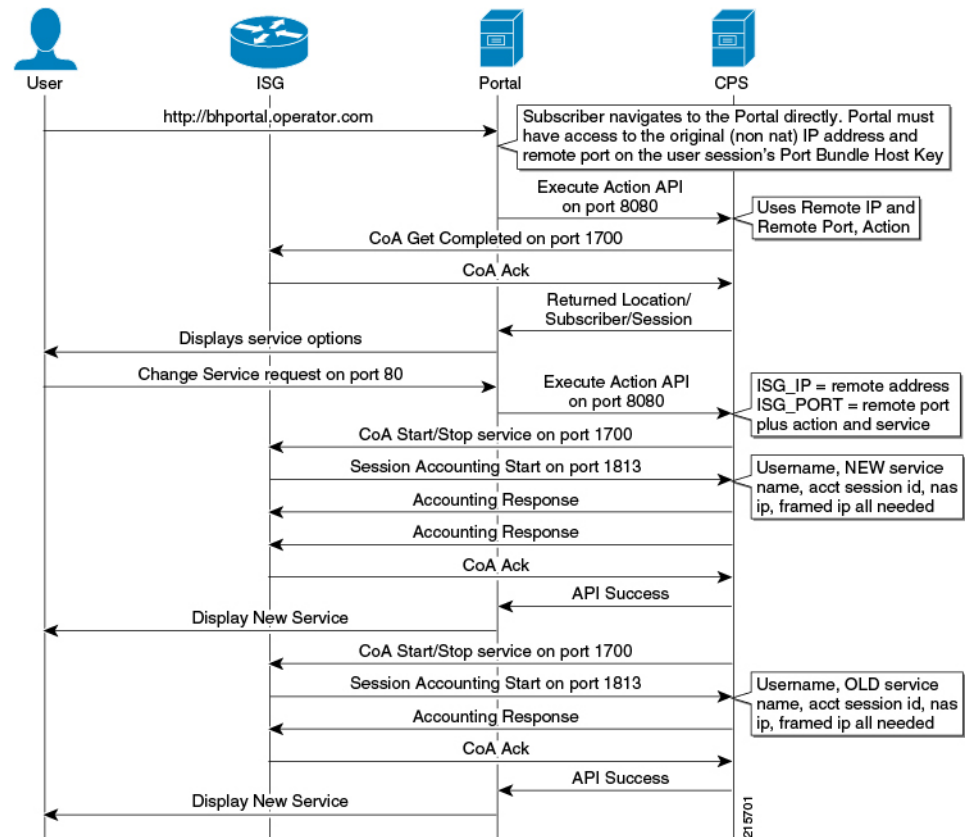 User
ISG
Portal
CPS
http://bhportal.operator.com
Subscriber navigates to the Portal directly. Portal must
have access to the original (non nat) IP address and
remote port on the user session's Port Bundle Host Key
Execute Action API
on port 8080
Uses Remote IP and
Remote Port, Action
CoA Get Completed on port 1700
CoA Ack
Returned Location/
Subscriber/Session
Displays service options
Change Service request on port 80
Execute Action API
on port 8080
ISG_IP = remote address
ISG_PORT = remote port
plus action and service
CoA Start/Stop service on port 1700
Session Accounting Start on port 1813
Username, NEW service
name, acct session id, nas
ip, framed ip all needed
Accounting Response
Accounting Response
CoA Ack
API Success
Display New Service
CoA Start/Stop service on port 1700
Session Accounting Start on port 1813
Username, OLD service
name, acct session id, nas
ip, framed ip all needed
Accounting Response
CoA Ack
API Success
Display New Service
215701